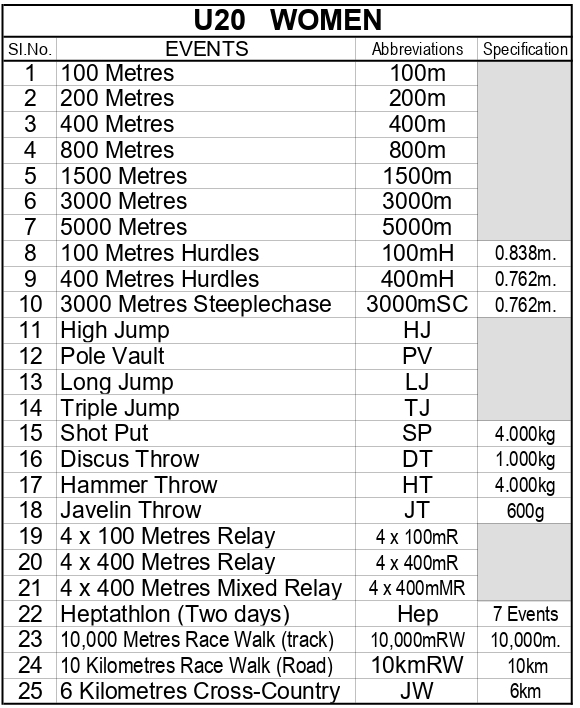 U20 WOMEN
SI.No. EVENTS Abbreviations Specification
1 100 Metres 100m
2 200 Metres 200m
3 400 Metres 400m
4 800 Metres 800m
5 1500 Metres 1500m
6 3000 Metres 3000m
7 5000 Metres 5000m
8 100 Metres Hurdles 100mH 0.838m.
9 400 Metres Hurdles 400mH 0.762m.
10 3000 Metres Steeplechase 3000mSC 0.762m.
11 High Jump HJ
12 Pole Vault PV
13 Long Jump LJ
14 Triple Jump TJ
15 Shot Put SP 4.000kg
16 Discus Throw DT 1.000kg
17 Hammer Throw HT 4.000kg
18 Javelin Throw JT 600g
19 4 x 100 Metres Relay 4 x 100mR
20 4 x 400 Metres Relay 4 x 400mR
21 4 x 400 Metres Mixed Relay 4 x 400mMR
22 Heptathlon (Two days) Hep 7 Events
23 10,000 Metres Race Walk (track) 10,000mRW 10,000m.
24 10 Kilometres Race Walk (Road) 10kmRW 10km
25 6 Kilometres Cross-Country JW 6km